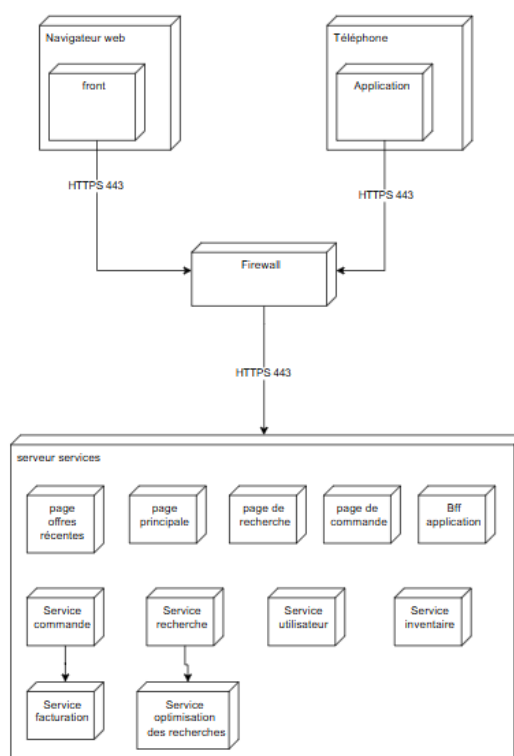 Navigateur web
Téléphone
front
Application
HTTPS 443
HTTPS 443
Firewall
HTTPS 443
serveur services
page
offres
récentes
page
principale
page de
recherche
page de
commande
Bff
application
Service
commande
Service
recherche
Service
utilisateur
Service
inventaire
Service
facturation
Service
optimisation
des recherches